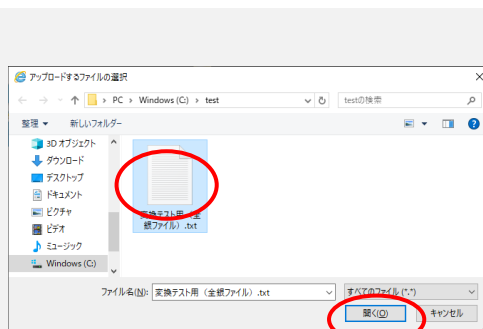 アップロードするファイルの選択
PC > Windows (C:) > test
testの検索
整理 新しいフォルダー
3D オブジェクト
ダウンロード
デスクトップ
ドキュメント
ピクチャ
ビデオ
ミュージック
Windows (C:)
変換テスト用（全
銀ファイル）.txt
ファイル名(N): 変換テスト用（全銀ファイル）.txt
すべてのファイル (*.*)
開く(O) キャンセル